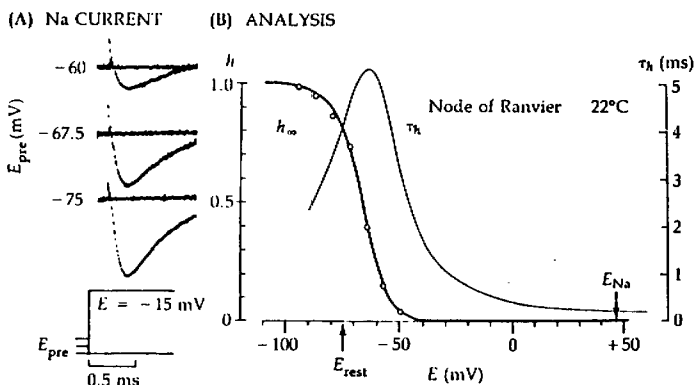 (A) Na CURRENT
(B) ANALYSIS
−60
−67.5
−75
E_pre (mV)
E = −15 mV
E_pre
0.5 ms
h
1.0
0.5
0
h∞
τh
Node of Ranvier 22°C
τh (ms)
5
4
3
2
1
0
E_Na
−100
−50
0
+50
E_rest
E (mV)